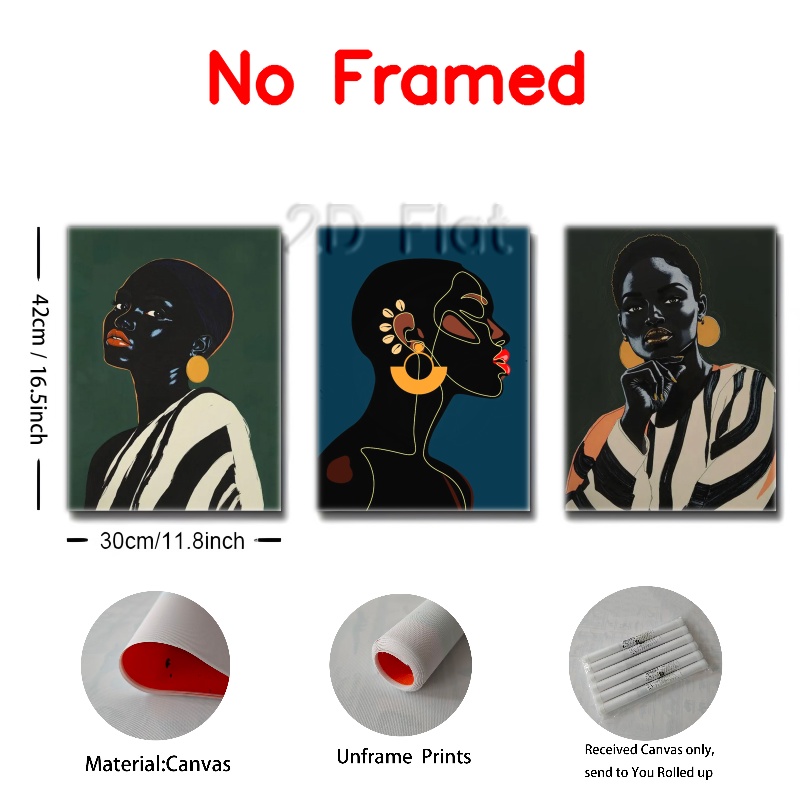 No Framed
2D Flat
42cm / 16.5inch
30cm/11.8inch
Material:Canvas
Unframe Prints
Received Canvas only,
send to You Rolled up